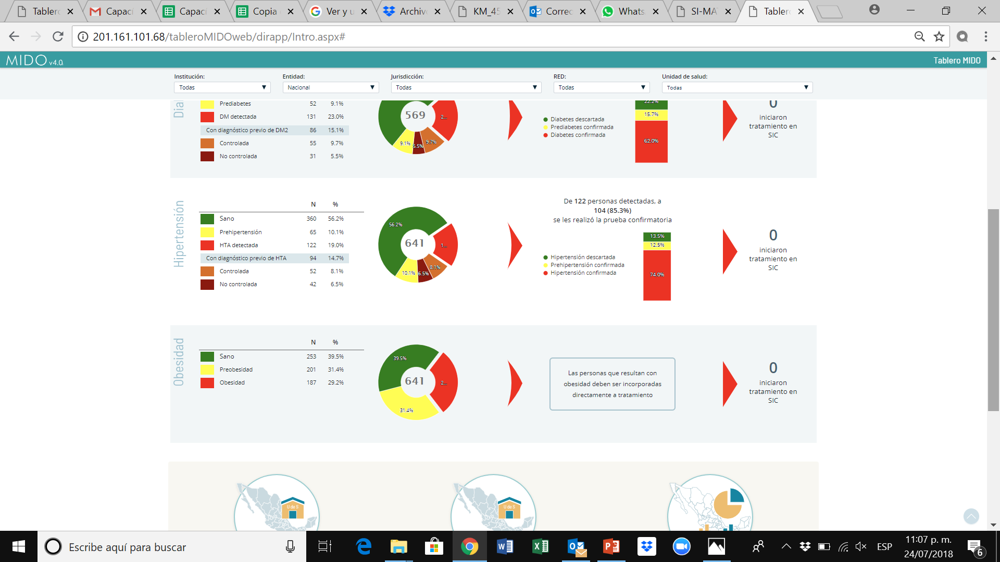 Tablero
Capaci
Capaci
Copia
Ver y u
Archivo
KM_45
Correo
Whats
SI-MA
Tablero
201.161.101.68/tableroMIDOweb/dirapp/Intro.aspx#
MIDO v4.0.
Tablero MIDO
Institución:
Entidad:
Jurisdicción:
RED:
Unidad de salud:
Todas
Nacional
Todas
Todas
Todas
Dia
Prediabetes 52 9.1%
DM detectada 131 23.0%
Con diagnóstico previo de DM2 86 15.1%
Controlada 55 9.7%
No controlada 31 5.5%
569
2...
9.1%
5.5%
9.7%
Diabetes descartada
Prediabetes confirmada
Diabetes confirmada
22.2%
15.7%
62.0%
0
iniciaron
tratamiento en
SIC
Hipertensión
N %
Sano 360 56.2%
Prehipertensión 65 10.1%
HTA detectada 122 19.0%
Con diagnóstico previo de HTA 94 14.7%
Controlada 52 8.1%
No controlada 42 6.5%
56.2%
641
1...
10.1%
6.5%
8.1%
De 122 personas detectadas, a
104 (85.3%)
se les realizó la prueba confirmatoria
Hipertensión descartada
Prehipertensión confirmada
Hipertensión confirmada
13.5%
12.5%
74.0%
0
iniciaron
tratamiento en
SIC
Obesidad
N %
Sano 253 39.5%
Preobesidad 201 31.4%
Obesidad 187 29.2%
39.5%
641
2...
31.4%
Las personas que resultan con
obesidad deben ser incorporadas
directamente a tratamiento
0
iniciaron
tratamiento en
SIC
U de S
U de S
Escribe aquí para buscar
ESP
11:07 p. m.
24/07/2018
6